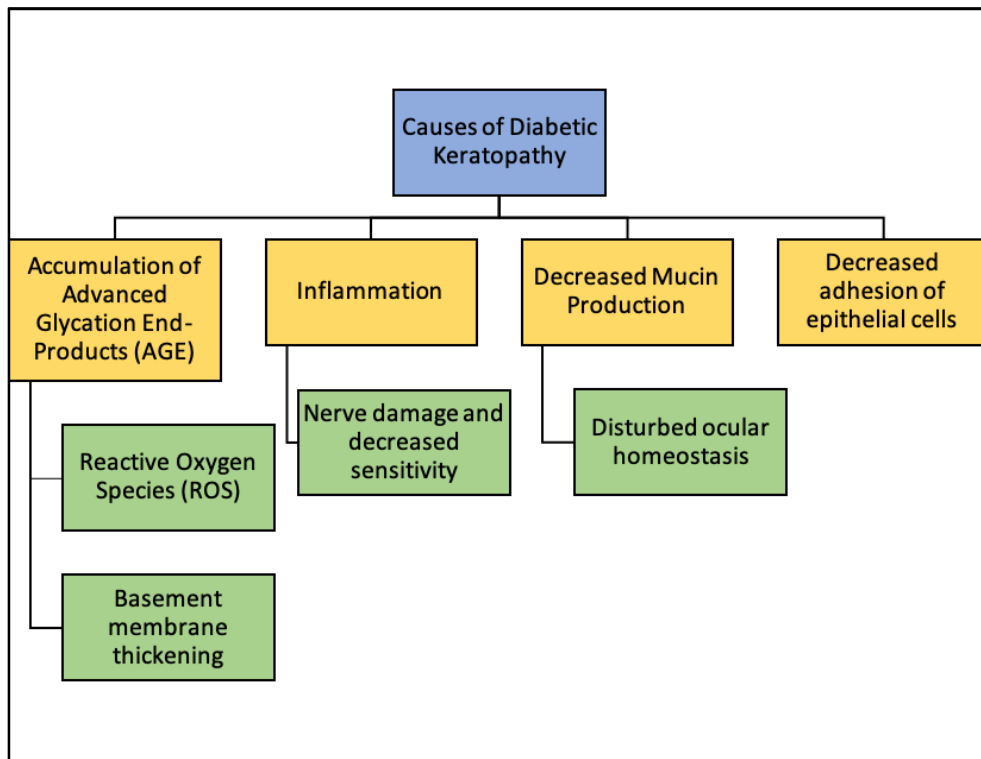 Causes of Diabetic
Keratopathy
Accumulation of
Advanced
Glycation End-
Products (AGE)
Inflammation
Decreased Mucin
Production
Decreased
adhesion of
epithelial cells
Reactive Oxygen
Species (ROS)
Basement
membrane
thickening
Nerve damage and
decreased
sensitivity
Disturbed ocular
homeostasis